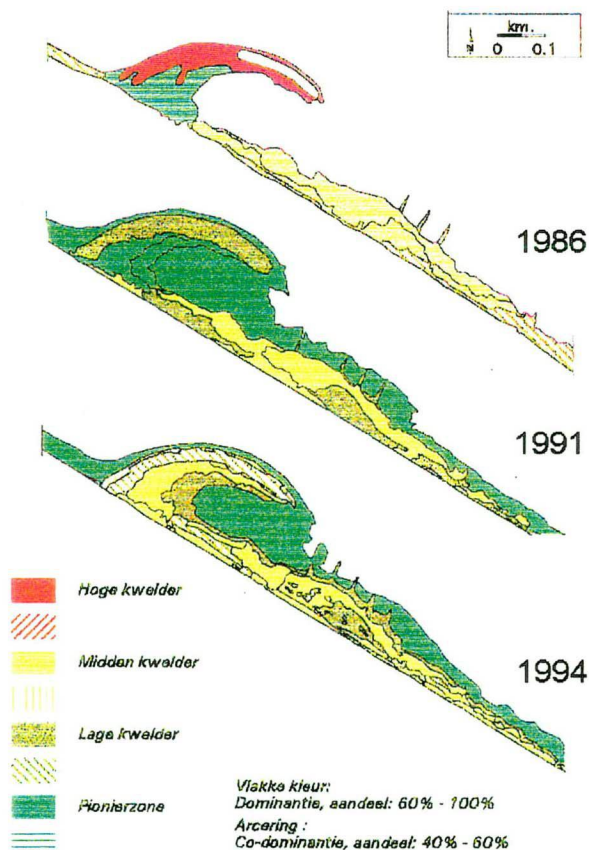 km.
N 0 0.1
1986
1991
1994
Hoge kwelder
Midden kwelder
Lage kwelder
Pionierzone
Vlakke kleur:
Dominantie, aandeel: 60% - 100%
Arcering :
Co-dominantie, aandeel: 40% - 60%